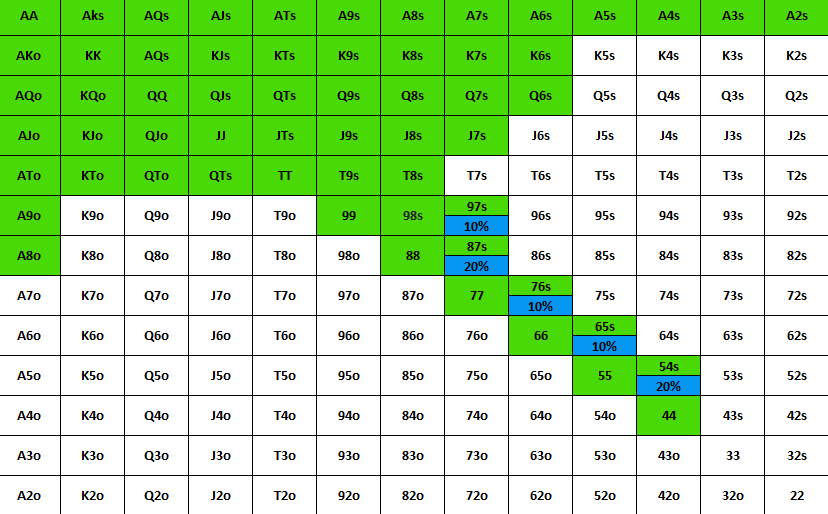 AA Aks AQs AJs ATs A9s A8s A7s A6s A5s A4s A3s A2s
AKo KK AQs KJs KTs K9s K8s K7s K6s K5s K4s K3s K2s
AQo KQo QQ QJs QTs Q9s Q8s Q7s Q6s Q5s Q4s Q3s Q2s
AJo KJo QJo JJ JTs J9s J8s J7s J6s J5s J4s J3s J2s
ATo KTo QTo QTs TT T9s T8s T7s T6s T5s T4s T3s T2s
A9o K9o Q9o J9o T9o 99 98s 97s 10% 96s 95s 94s 93s 92s
A8o K8o Q8o J8o T8o 98o 88 87s 20% 86s 85s 84s 83s 82s
A7o K7o Q7o J7o T7o 97o 87o 77 76s 10% 75s 74s 73s 72s
A6o K6o Q6o J6o T6o 96o 86o 76o 66 65s 10% 64s 63s 62s
A5o K5o Q5o J5o T5o 95o 85o 75o 65o 55 54s 20% 53s 52s
A4o K4o Q4o J4o T4o 94o 84o 74o 64o 54o 44 43s 42s
A3o K3o Q3o J3o T3o 93o 83o 73o 63o 53o 43o 33 32s
A2o K2o Q2o J2o T2o 92o 82o 72o 62o 52o 42o 32o 22